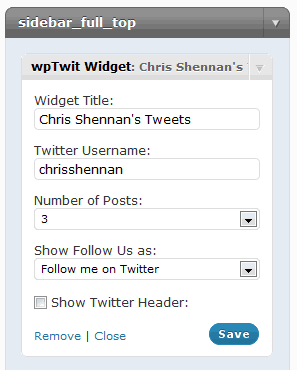 sidebar_full_top
wpTwit Widget: Chris Shennan's
Widget Title:
Chris Shennan's Tweets
Twitter Username:
chrisshennan
Number of Posts:
3
Show Follow Us as:
Follow me on Twitter
Show Twitter Header:
Remove | Close
Save